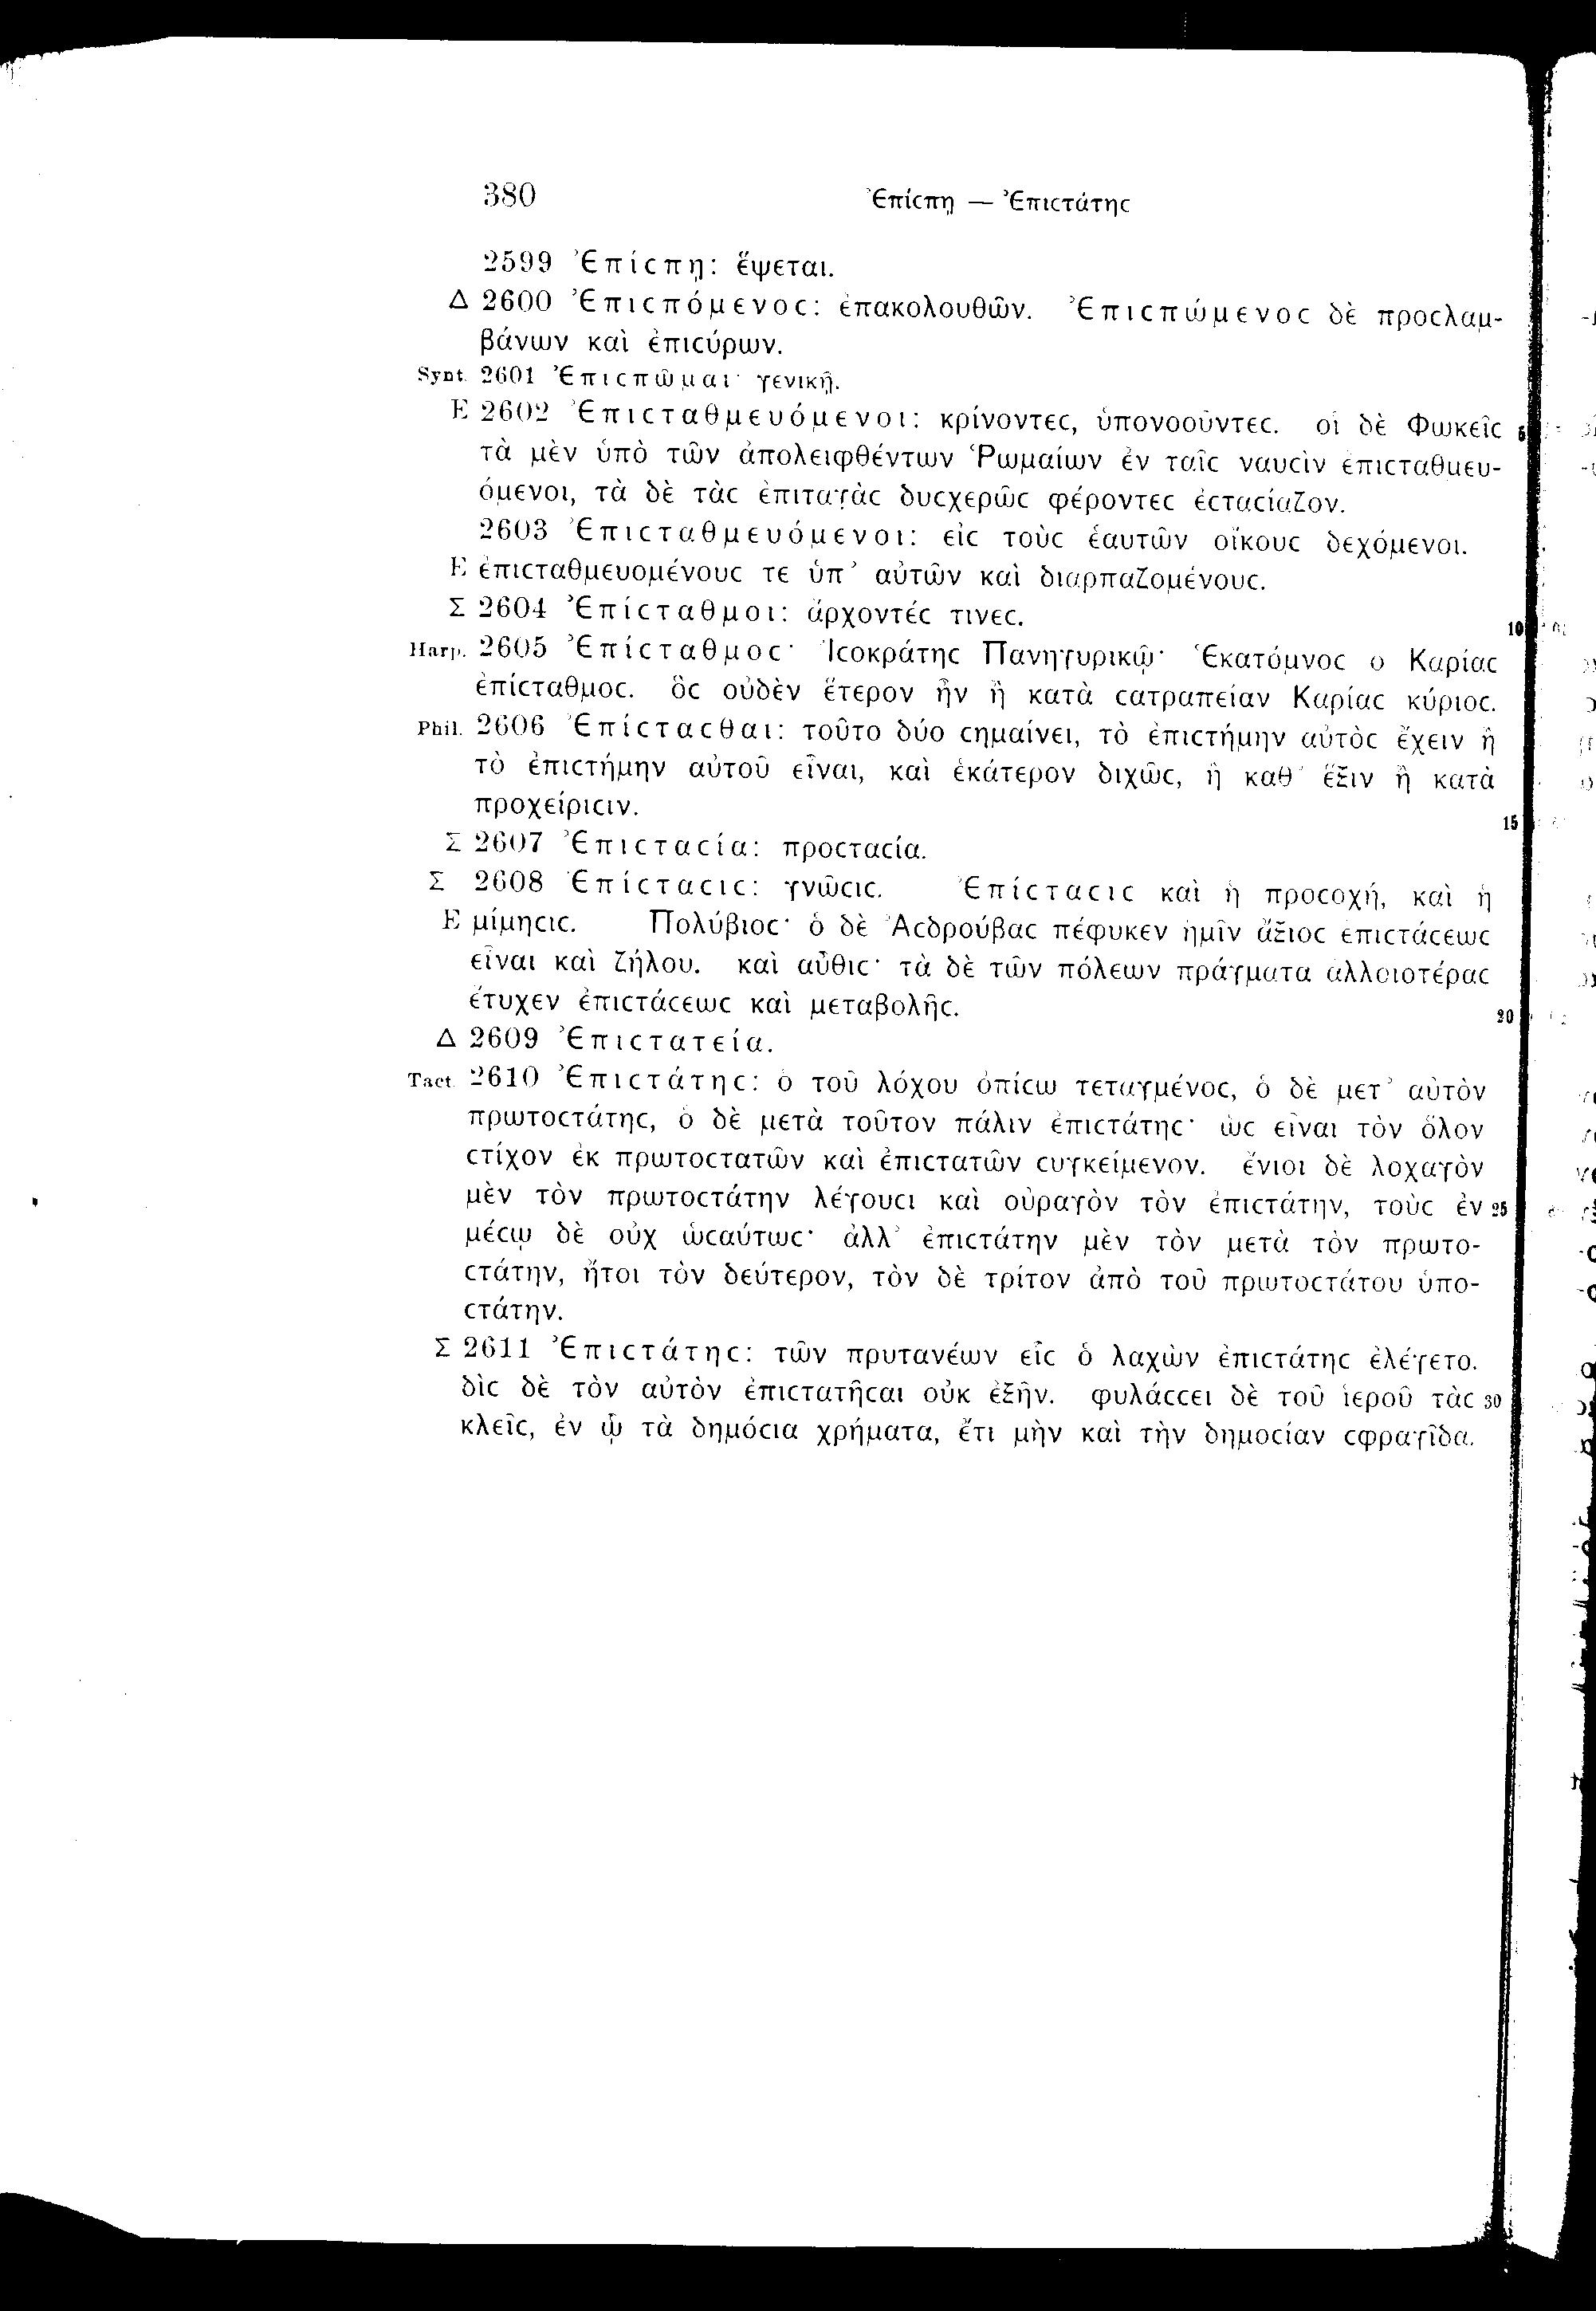 380 Ἐπίϲπῃ — Ἐπιϲτάτηϲ
2599 Ἐπίϲπῃ: ἕψεται.
Δ 2600 Ἐπιϲπόμενοϲ: ἐπακολουθῶν. Ἐπιϲπώμενοϲ δὲ προϲλαμ-
βάνων καὶ ἐπιϲύρων.
Synt. 2601 Ἐπιϲπῶμαι· γενικῇ.
E 2602 Ἐπιϲταθμευόμενοι: κρίνοντεϲ, ὑπονοοῦντεϲ. οἱ δὲ Φωκεῖϲ 5
τὰ μὲν ὑπὸ τῶν ἀπολειφθέντων Ῥωμαίων ἐν ταῖϲ ναυϲὶν ἐπιϲταθμευ-
όμενοι, τὰ δὲ τὰϲ ἐπιταγὰϲ δυϲχερῶϲ φέροντεϲ ἐϲταϲίαζον.
2603 Ἐπιϲταθμευόμενοι: εἰϲ τοὺϲ ἑαυτῶν οἴκουϲ δεχόμενοι.
E ἐπιϲταθμευομένουϲ τε ὑπ’ αὐτῶν καὶ διαρπαζομένουϲ.
Σ 2604 Ἐπίϲταθμοι: ἄρχοντέϲ τινεϲ. 10
Harp. 2605 Ἐπίϲταθμοϲ· Ἰϲοκράτηϲ Πανηγυρικῷ· Ἑκατόμνοϲ ὁ Καρίαϲ
ἐπίϲταθμοϲ. ὃϲ οὐδὲν ἕτερον ἦν ἢ κατὰ ϲατραπείαν Καρίαϲ κύριοϲ.
Phil. 2606 Ἐπίϲταϲθαι: τοῦτο δύο ϲημαίνει, τὸ ἐπιϲτήμην αὐτὸϲ ἔχειν ἢ
τὸ ἐπιϲτήμην αὐτοῦ εἶναι, καὶ ἑκάτερον διχῶϲ, ἢ καθ’ ἕξιν ἢ κατὰ
προχείριϲιν. 15
Σ 2607 Ἐπιϲταϲία: προϲταϲία.
Σ 2608 Ἐπίϲταϲιϲ: γνῶϲιϲ. Ἐπίϲταϲιϲ καὶ ἡ προϲοχή, καὶ ἡ
E μίμηϲιϲ. Πολύβιοϲ· ὁ δὲ Ἀϲδρούβαϲ πέφυκεν ἡμῖν ἄξιοϲ ἐπιϲτάϲεωϲ
εἶναι καὶ ζήλου. καὶ αὖθιϲ· τὰ δὲ τῶν πόλεων πράγματα ἀλλοιοτέραϲ
ἔτυχεν ἐπιϲτάϲεωϲ καὶ μεταβολῆϲ. 20
Δ 2609 Ἐπιϲτατεία.
Tact. 2610 Ἐπιϲτάτηϲ: ὁ τοῦ λόχου ὀπίϲω τεταγμένοϲ, ὁ δὲ μετ’ αὐτὸν
πρωτοϲτάτηϲ, ὁ δὲ μετὰ τοῦτον πάλιν ἐπιϲτάτηϲ· ὡϲ εἶναι τὸν ὅλον
ϲτίχον ἐκ πρωτοϲτατῶν καὶ ἐπιϲτατῶν ϲυγκείμενον. ἔνιοι δὲ λοχαγὸν
μὲν τὸν πρωτοϲτάτην λέγουϲι καὶ οὐραγὸν τὸν ἐπιϲτάτην, τοὺϲ ἐν 25
μέϲῳ δὲ οὐχ ὡϲαύτωϲ· ἀλλ’ ἐπιϲτάτην μὲν τὸν μετὰ τὸν πρωτο-
ϲτάτην, ἤτοι τὸν δεύτερον, τὸν δὲ τρίτον ἀπὸ τοῦ πρωτοϲτάτου ὑπο-
ϲτάτην.
Σ 2611 Ἐπιϲτάτηϲ: τῶν πρυτανέων εἷϲ ὁ λαχὼν ἐπιϲτάτηϲ ἐλέγετο.
δὶϲ δὲ τὸν αὐτὸν ἐπιϲτατῆϲαι οὐκ ἐξῆν. φυλάϲϲει δὲ τοῦ ἱεροῦ τὰϲ 30
κλεῖϲ, ἐν ᾧ τὰ δημόϲια χρήματα, ἔτι μὴν καὶ τὴν δημοϲίαν ϲφραγῖδα.